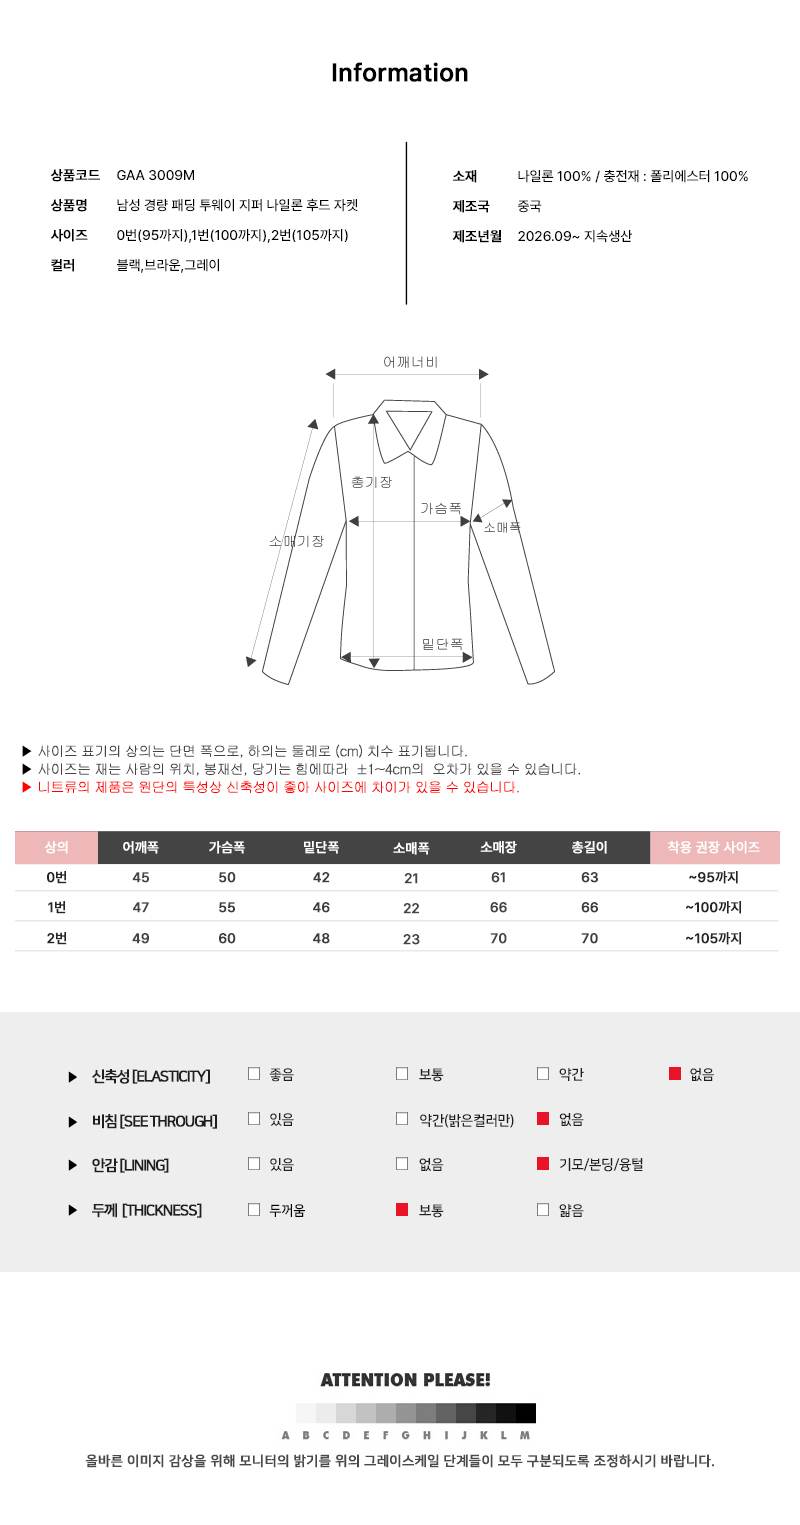 Information
상품코드 GAA 3009M
상품명 남성 경량 패딩 투웨이 지퍼 나일론 후드 자켓
사이즈 0번(95까지),1번(100까지),2번(105까지)
컬러 블랙,브라운,그레이
소재 나일론 100% / 충전재 : 폴리에스터 100%
제조국 중국
제조년월 2026.09~ 지속생산
어깨너비
총기장
가슴폭
소매폭
소매기장
밑단폭
▶ 사이즈 표기의 상의는 단면 폭으로, 하의는 둘레로 (cm) 치수 표기됩니다.
▶ 사이즈는 재는 사람의 위치, 봉재선, 당기는 힘에따라 ±1~4cm의 오차가 있을 수 있습니다.
▶ 니트류의 제품은 원단의 특성상 신축성이 좋아 사이즈에 차이가 있을 수 있습니다.
상의 어깨폭 가슴폭 밑단폭 소매폭 소매장 총길이 착용 권장 사이즈
0번 45 50 42 21 61 63 ~95까지
1번 47 55 46 22 66 66 ~100까지
2번 49 60 48 23 70 70 ~105까지
▶ 신축성 [ELASTICITY] 좋음 보통 약간 없음
▶ 비침 [SEE THROUGH] 있음 약간(밝은컬러만) 없음
▶ 안감 [LINING] 있음 없음 기모/본딩/융털
▶ 두께 [THICKNESS] 두꺼움 보통 얇음
ATTENTION PLEASE!
A B C D E F G H I J K L M
올바른 이미지 감상을 위해 모니터의 밝기를 위의 그레이스케일 단계들이 모두 구분되도록 조정하시기 바랍니다.